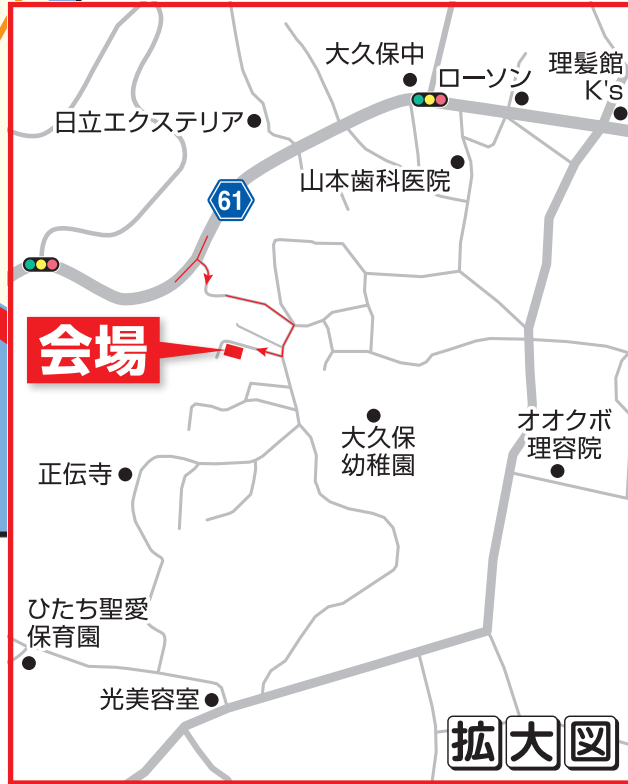 大久保中
ローソン
理髪館
K's
日立エクステリア
山本歯科医院
61
会場
大久保
幼稚園
オオクボ
理容院
正伝寺
ひたち聖愛
保育園
光美容室
拡大図